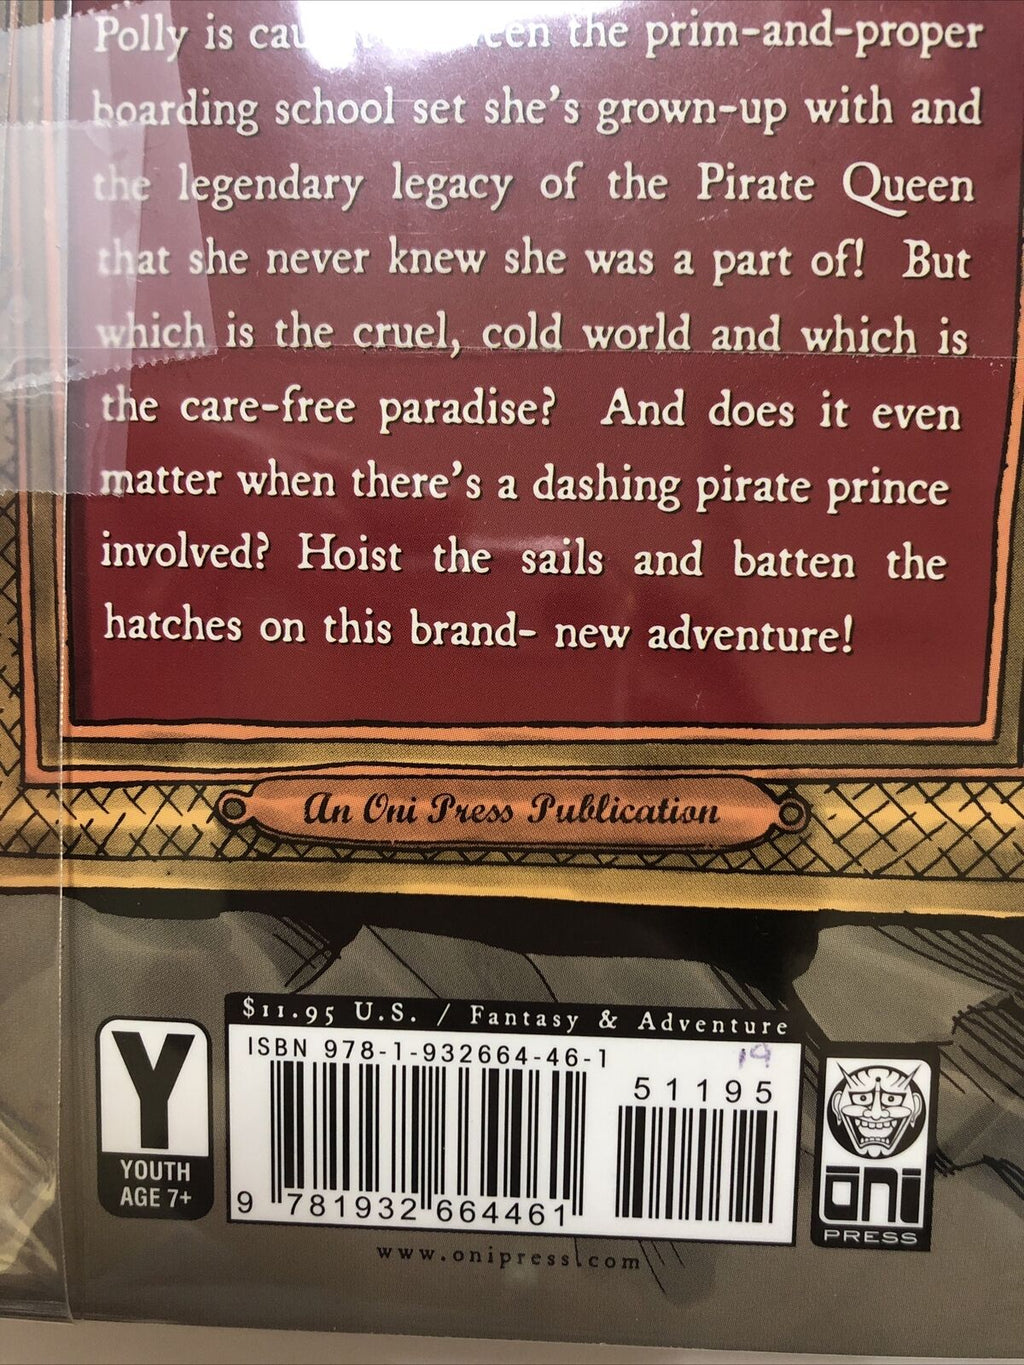 Polly is the prim-and-proper
boarding school set she's grown-up with and
the legendary legacy of the Pirate Queen
that she never knew she was a part of! But
which is the cruel, cold world and which is
the care-free paradise? And does it even
matter when there's a dashing pirate prince
involved? Hoist the sails and batten the
hatches on this brand- new adventure!
An Oni Press Publication
$11.95 U.S. / Fantasy & Adventure
ISBN 978-1-932664-46-1
19
51195
9 781932 664461
Y
YOUTH
AGE 7+
ONI
PRESS
www.onipress.com